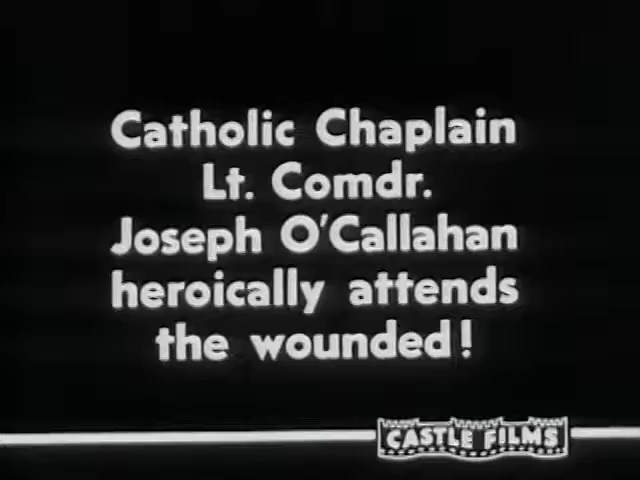 Catholic Chaplain
Lt. Comdr.
Joseph O'Callahan
heroically attends
the wounded!
CASTLE FILMS